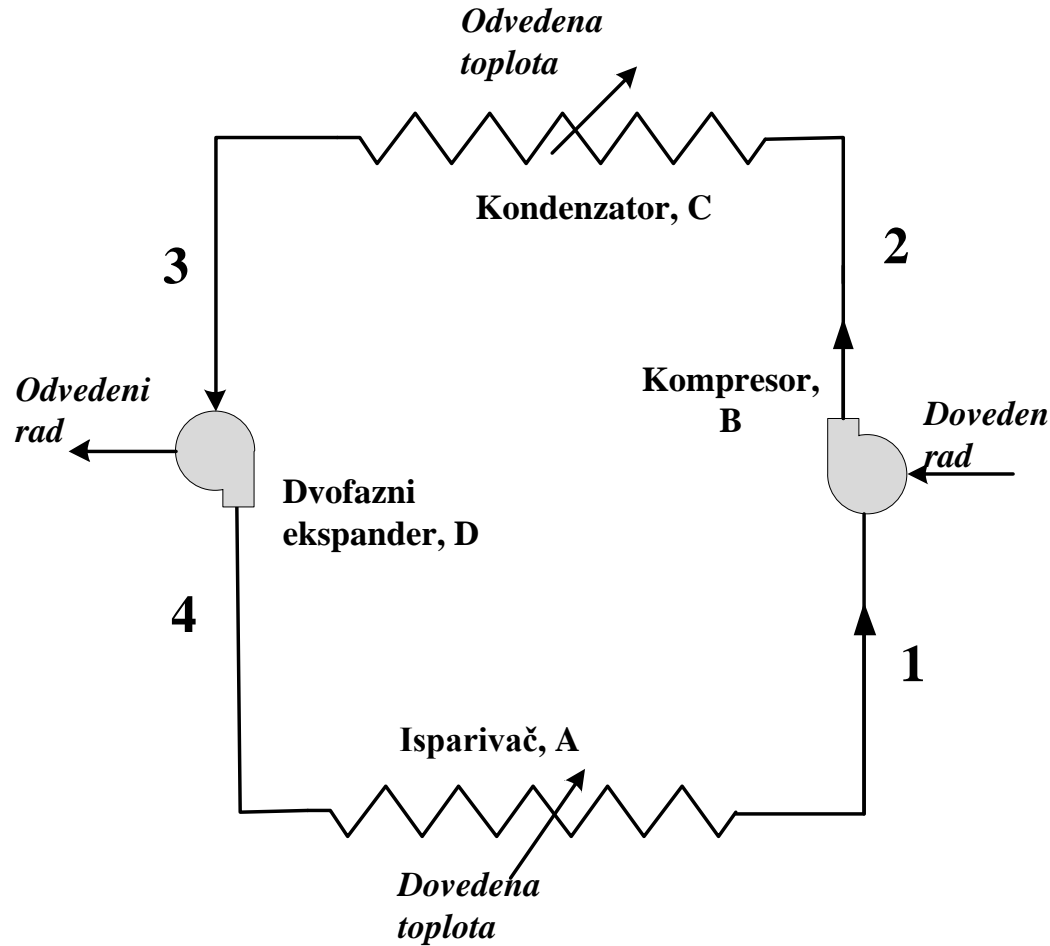 Odvedena
toplota
Kondenzator, C
3
2
Odvedeni
rad
Kompresor,
B
Doveden
rad
Dvofazni
ekspander, D
4
1
Isparivač, A
Dovedena
toplota